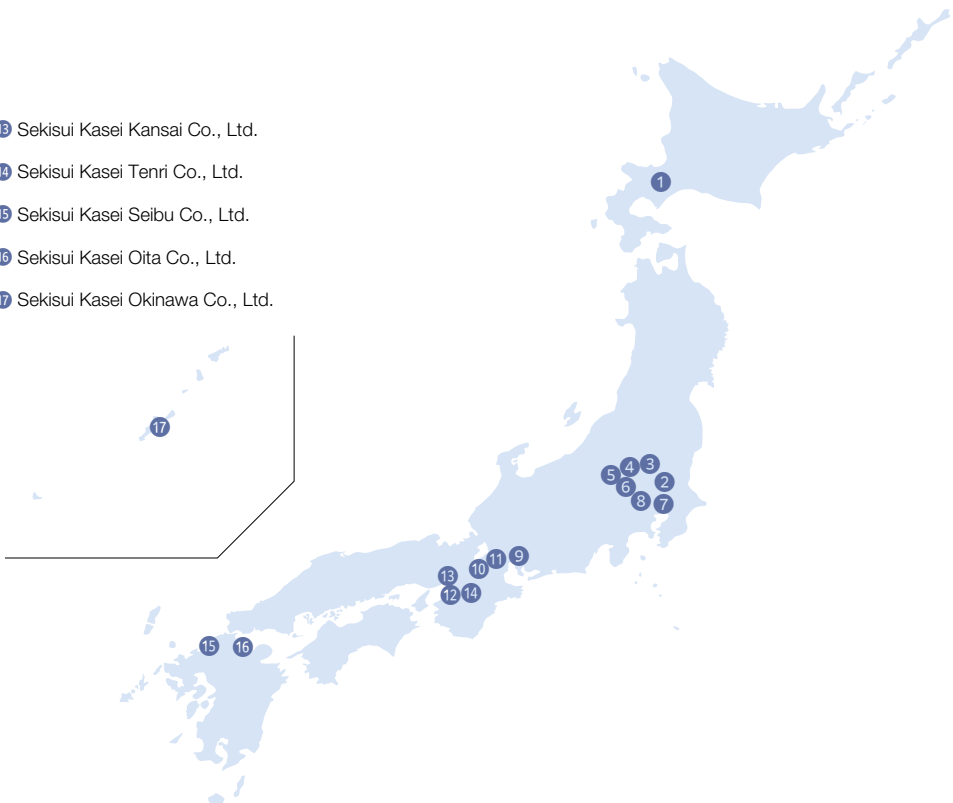 13 Sekisui Kasei Kansai Co., Ltd.
14 Sekisui Kasei Tenri Co., Ltd.
15 Sekisui Kasei Seibu Co., Ltd.
16 Sekisui Kasei Oita Co., Ltd.
17 Sekisui Kasei Okinawa Co., Ltd.
1
17
5 4 3
6 2
8 7
11 9
13 10
12 14
15 16